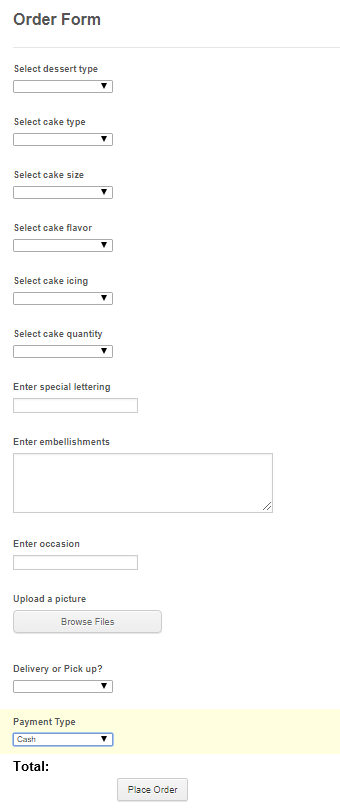 Order Form
Select dessert type
Select cake type
Select cake size
Select cake flavor
Select cake icing
Select cake quantity
Enter special lettering
Enter embellishments
Enter occasion
Upload a picture
Browse Files
Delivery or Pick up?
Payment Type
Cash
Total:
Place Order